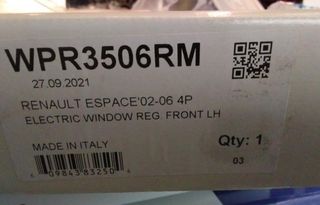 WPR3506RM
27.09.2021
RENAULT ESPACE'02-06 4P
ELECTRIC WINDOW REG. FRONT LH
Qty: 1
MADE IN ITALY
03
609843832504